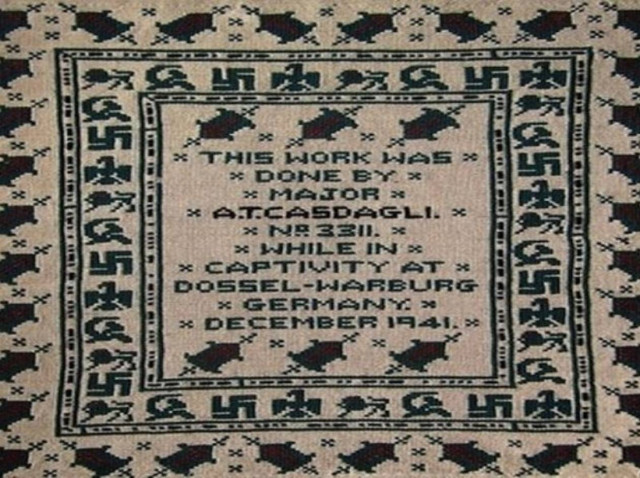 * THIS WORK WAS *
* DONE BY *
* MAJOR *
* A.T.CASDAGLI. *
* No. 3311. *
* WHILE IN *
* CAPTIVITY AT *
DOSSEL-WARBURG
* GERMANY. *
* DECEMBER 1941. *